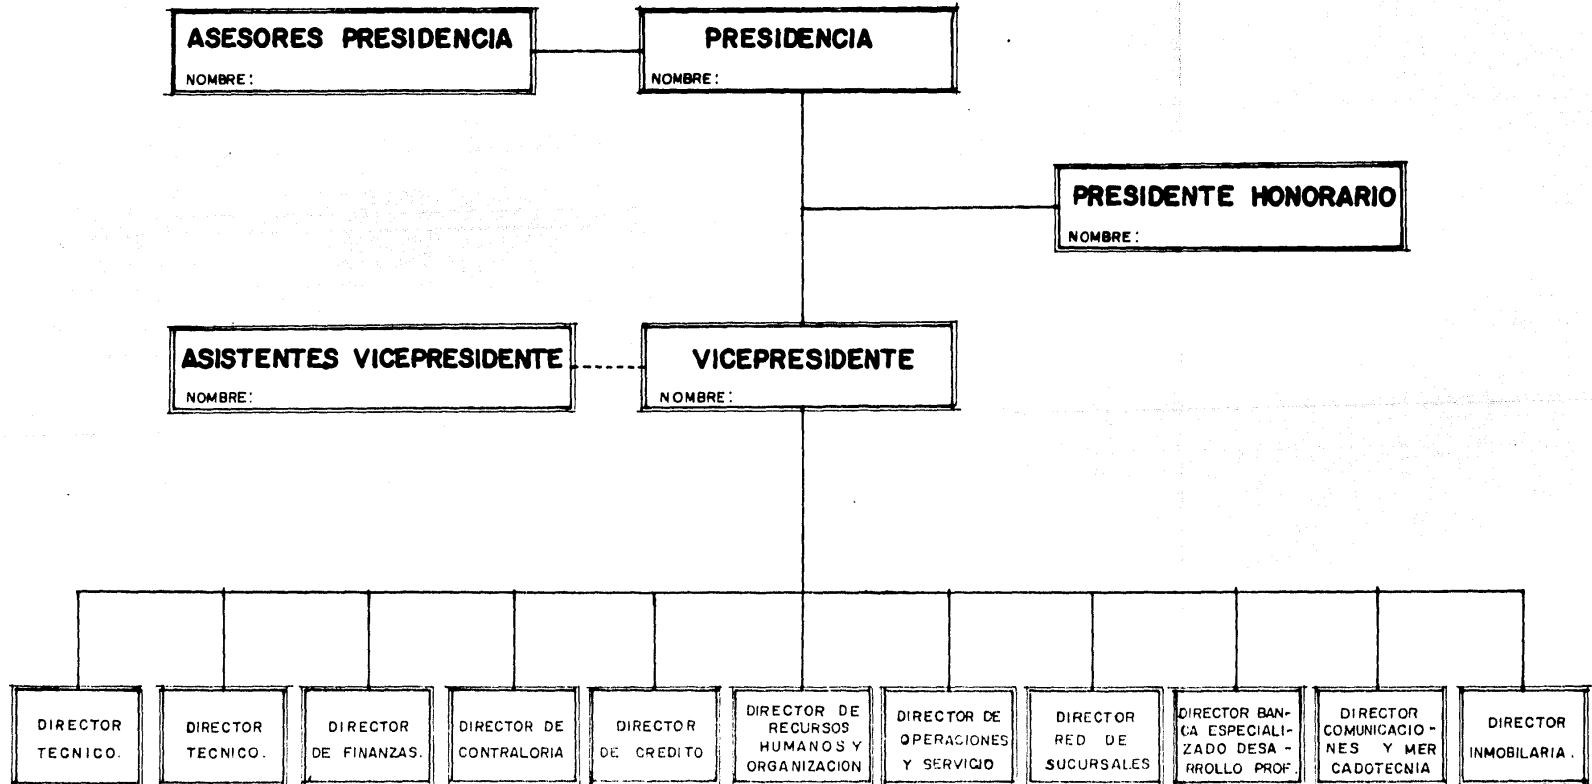 ASESORES PRESIDENCIA
NOMBRE:
PRESIDENCIA
NOMBRE:
PRESIDENTE HONORARIO
NOMBRE:
ASISTENTES VICEPRESIDENTE
NOMBRE:
VICEPRESIDENTE
NOMBRE:
DIRECTOR
TECNICO.
DIRECTOR
TECNICO.
DIRECTOR
DE FINANZAS.
DIRECTOR DE
CONTRALORIA
DIRECTOR
DE CREDITO
DIRECTOR DE
RECURSOS
HUMANOS Y
ORGANIZACION
DIRECTOR DE
OPERACIONES
Y SERVICIO
DIRECTOR
RED DE
SUCURSALES
DIRECTOR BAN-
CA ESPECIALI-
ZADO DESA-
RROLLO PROF.
DIRECTOR
COMUNICACIO-
NES Y MER
CADOTECNIA
DIRECTOR
INMOBILARIA.